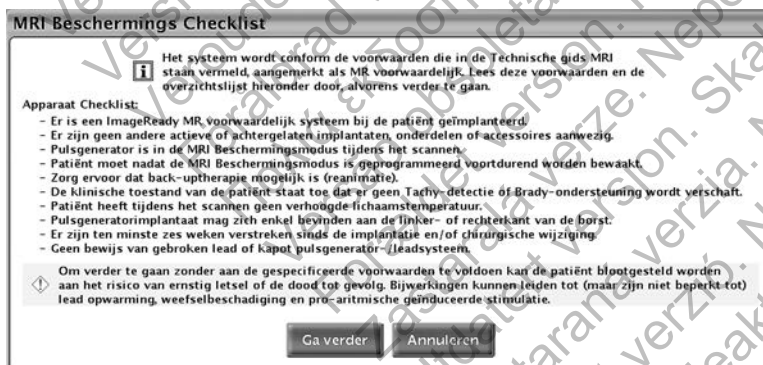 MRI Beschermings Checklist
Het systeem wordt conform de voorwaarden die in de Technische gids MRI
staan vermeld, aangemerkt als MR voorwaardelijk. Lees deze voorwaarden en de
overzichtslijst hieronder door, alvorens verder te gaan.
Apparaat Checklist:
- Er is een ImageReady MR voorwaardelijk systeem bij de patiënt geïmplanteerd.
- Er zijn geen andere actieve of achtergelaten implantaten, onderdelen of accessoires aanwezig.
- Pulsgenerator is in de MRI Beschermingsmodus tijdens het scannen.
- Patiënt moet nadat de MRI Beschermingsmodus is geprogrammeerd voortdurend worden bewaakt.
- Zorg ervoor dat back-uptherapie mogelijk is (reanimatie).
- De klinische toestand van de patiënt staat toe dat er geen Tachy-detectie of Brady-ondersteuning wordt verschaft.
- Patiënt heeft tijdens het scannen geen verhoogde lichaamstemperatuur.
- Pulsgeneratorimplantaat mag zich enkel bevinden aan de linker- of rechterkant van de borst.
- Er zijn ten minste zes weken verstreken sinds de implantatie en/of chirurgische wijziging.
- Geen bewijs van gebroken lead of kapot pulsgenerator-/leadsysteem.
Om verder te gaan zonder aan de gespecificeerde voorwaarden te voldoen kan de patiënt blootgesteld worden
aan het risico van ernstig letsel of de dood tot gevolg. Bijwerkingen kunnen leiden tot (maar zijn niet beperkt tot)
lead opwarming, weefselbeschadiging en pro-aritmische geïnduceerde stimulatie.
Ga verder
Annuleren